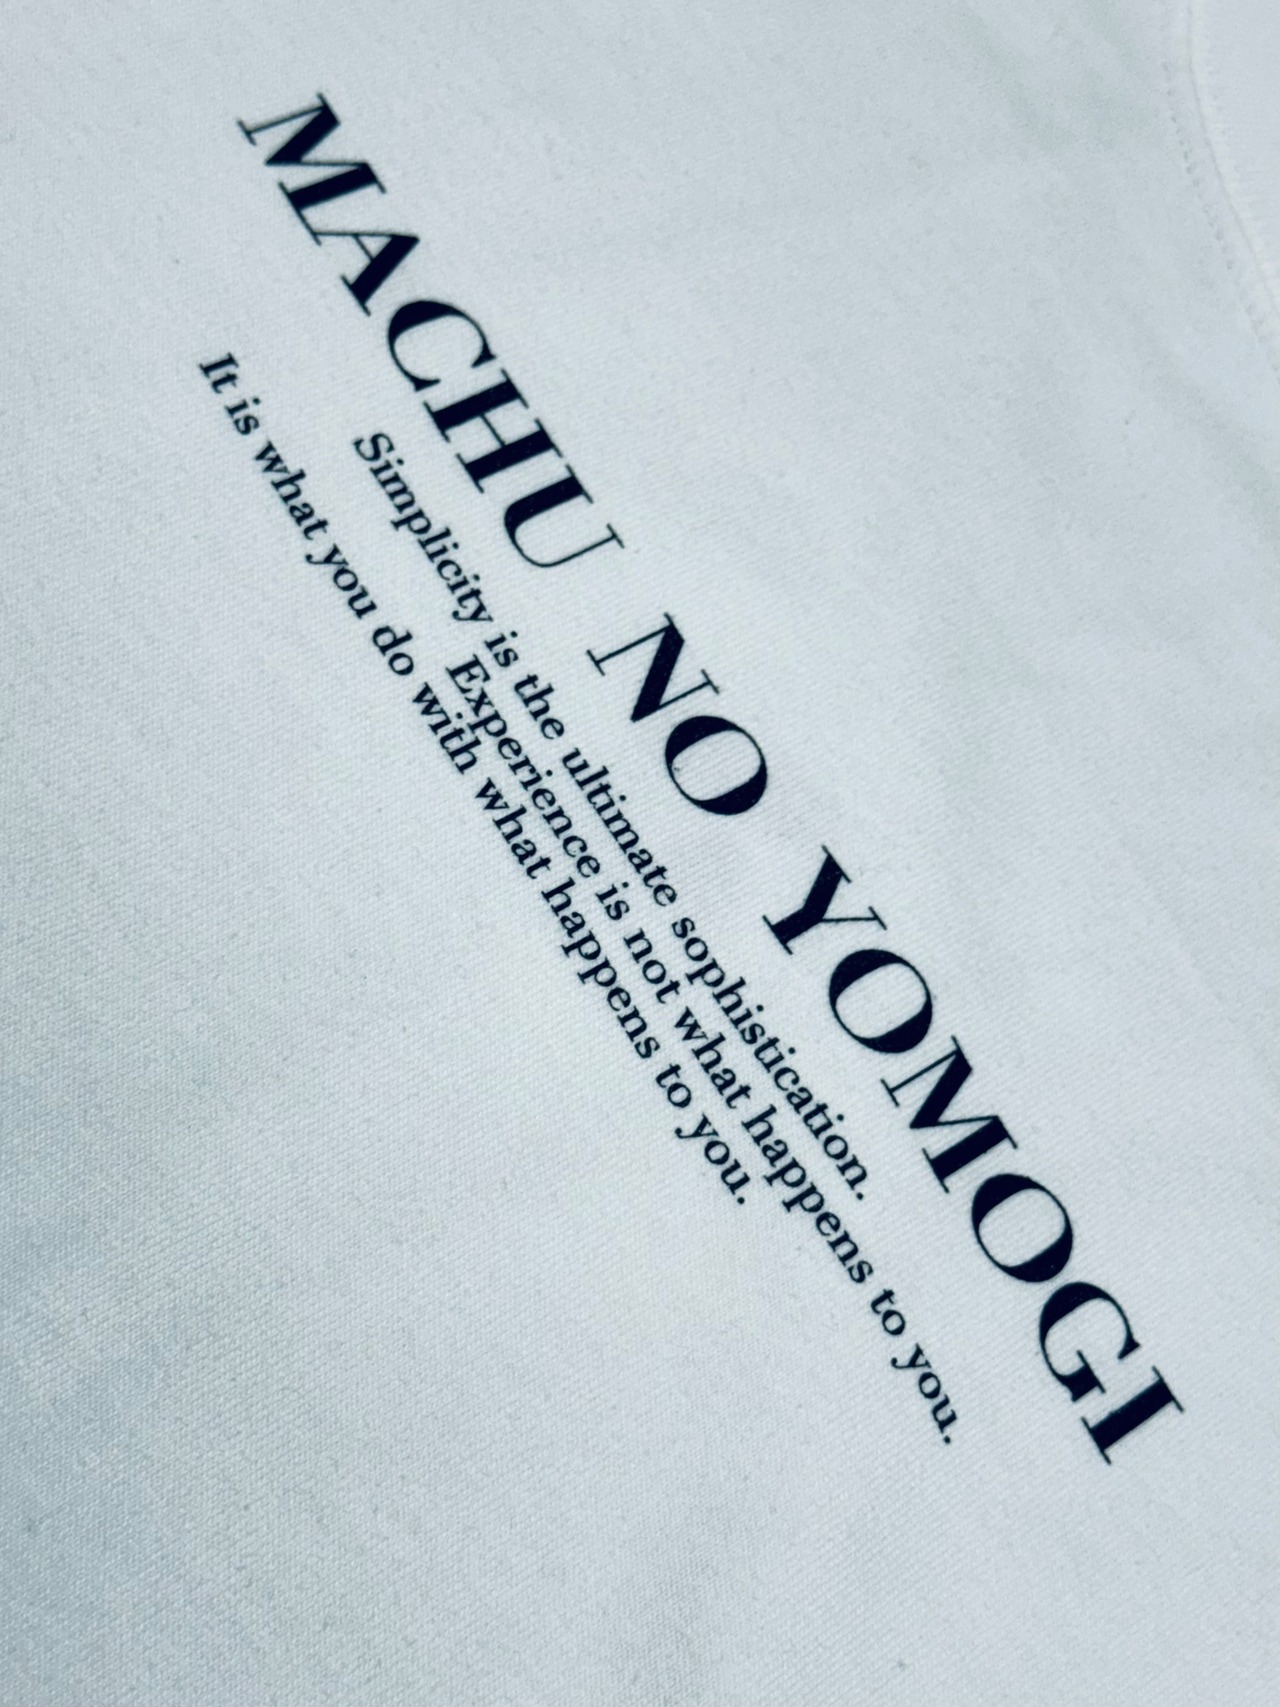 MACHU NO YOMOGI
Simplicity is the ultimate sophistication.
Experience is not what happens to you.
It is what you do with what happens to you.